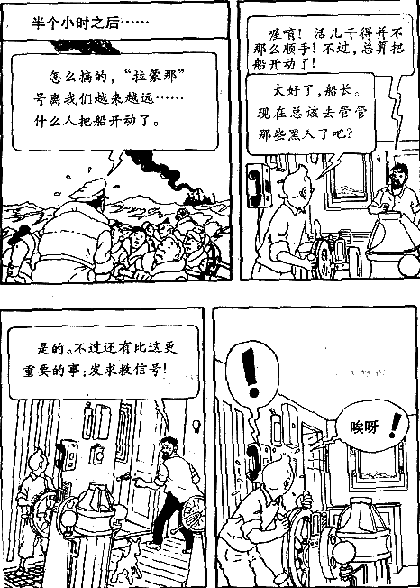 半个小时之后……
怎么搞的，“拉蒙那”
号离我们越来越远……
什么人把船开动了。
喔唷！活儿干得并不
那么顺手！不过，总算把
船开动了！
太好了，船长。
现在总该去管管
那些黑人了吧？
是的。不过还有比这更
重要的事：发求救信号！
！
唉呀！